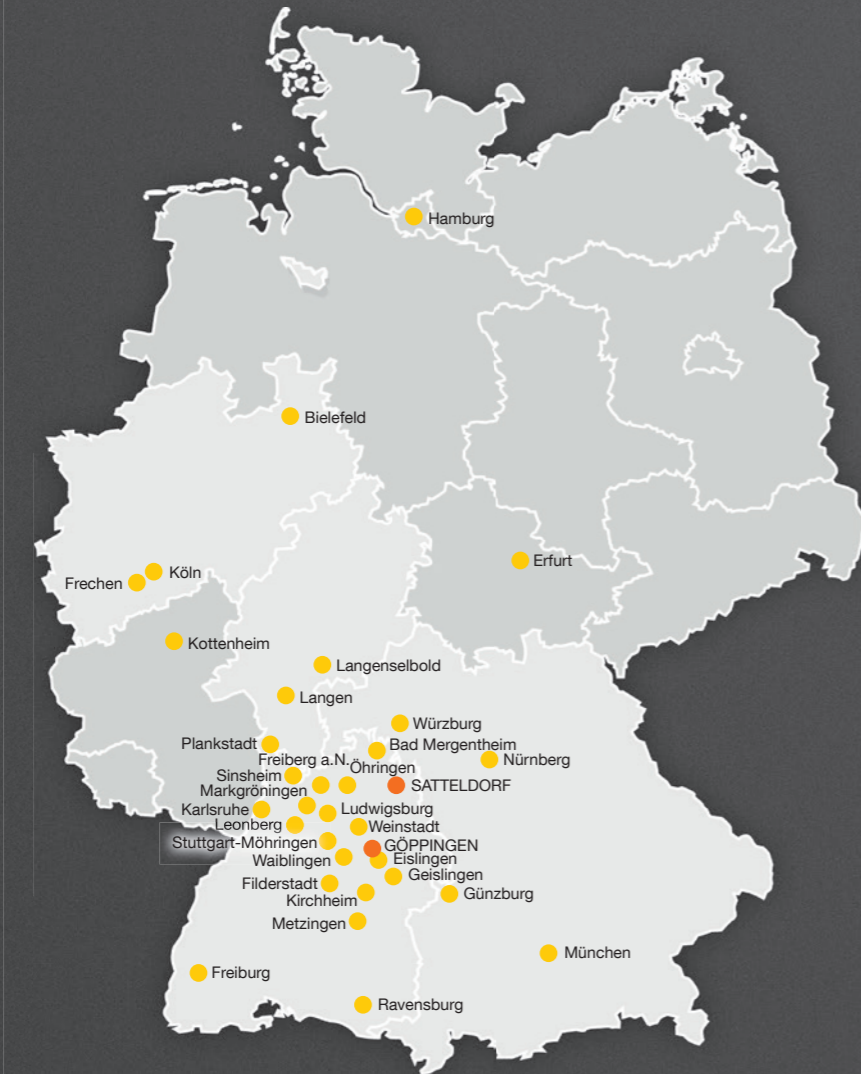 Hamburg
Bielefeld
Erfurt
Köln
Frechen
Kottenheim
Langenselbold
Langen
Würzburg
Plankstadt
Bad Mergentheim
Freiberg a.N.
Nürnberg
Öhringen
Sinsheim
SATTELDORF
Markgröningen
Karlsruhe
Ludwigsburg
Leonberg
Weinstadt
Stuttgart-Möhringen
GÖPPINGEN
Waiblingen
Eislingen
Geislingen
Filderstadt
Günzburg
Kirchheim
Metzingen
München
Freiburg
Ravensburg